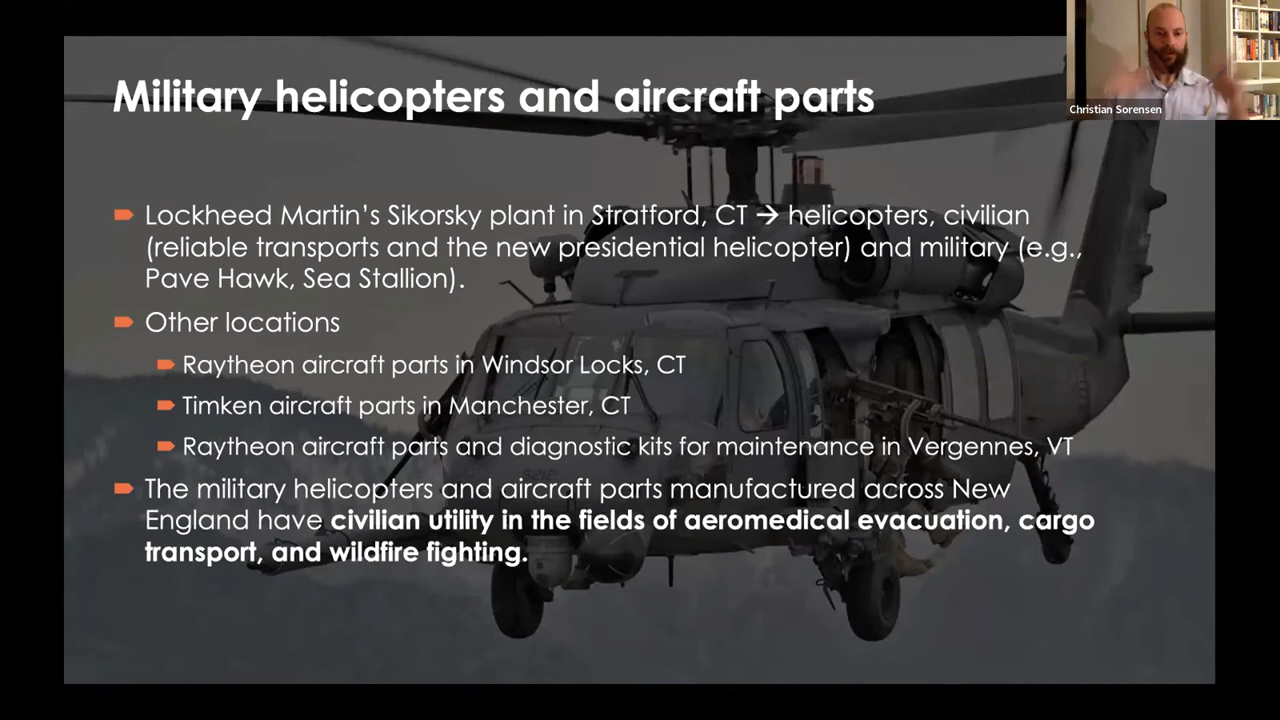 Military helicopters and aircraft parts
Christian Sorensen
Lockheed Martin’s Sikorsky plant in Stratford, CT → helicopters, civilian
(reliable transports and the new presidential helicopter) and military (e.g.,
Pave Hawk, Sea Stallion).
Other locations
Raytheon aircraft parts in Windsor Locks, CT
Timken aircraft parts in Manchester, CT
Raytheon aircraft parts and diagnostic kits for maintenance in Vergennes, VT
The military helicopters and aircraft parts manufactured across New
England have civilian utility in the fields of aeromedical evacuation, cargo
transport, and wildfire fighting.